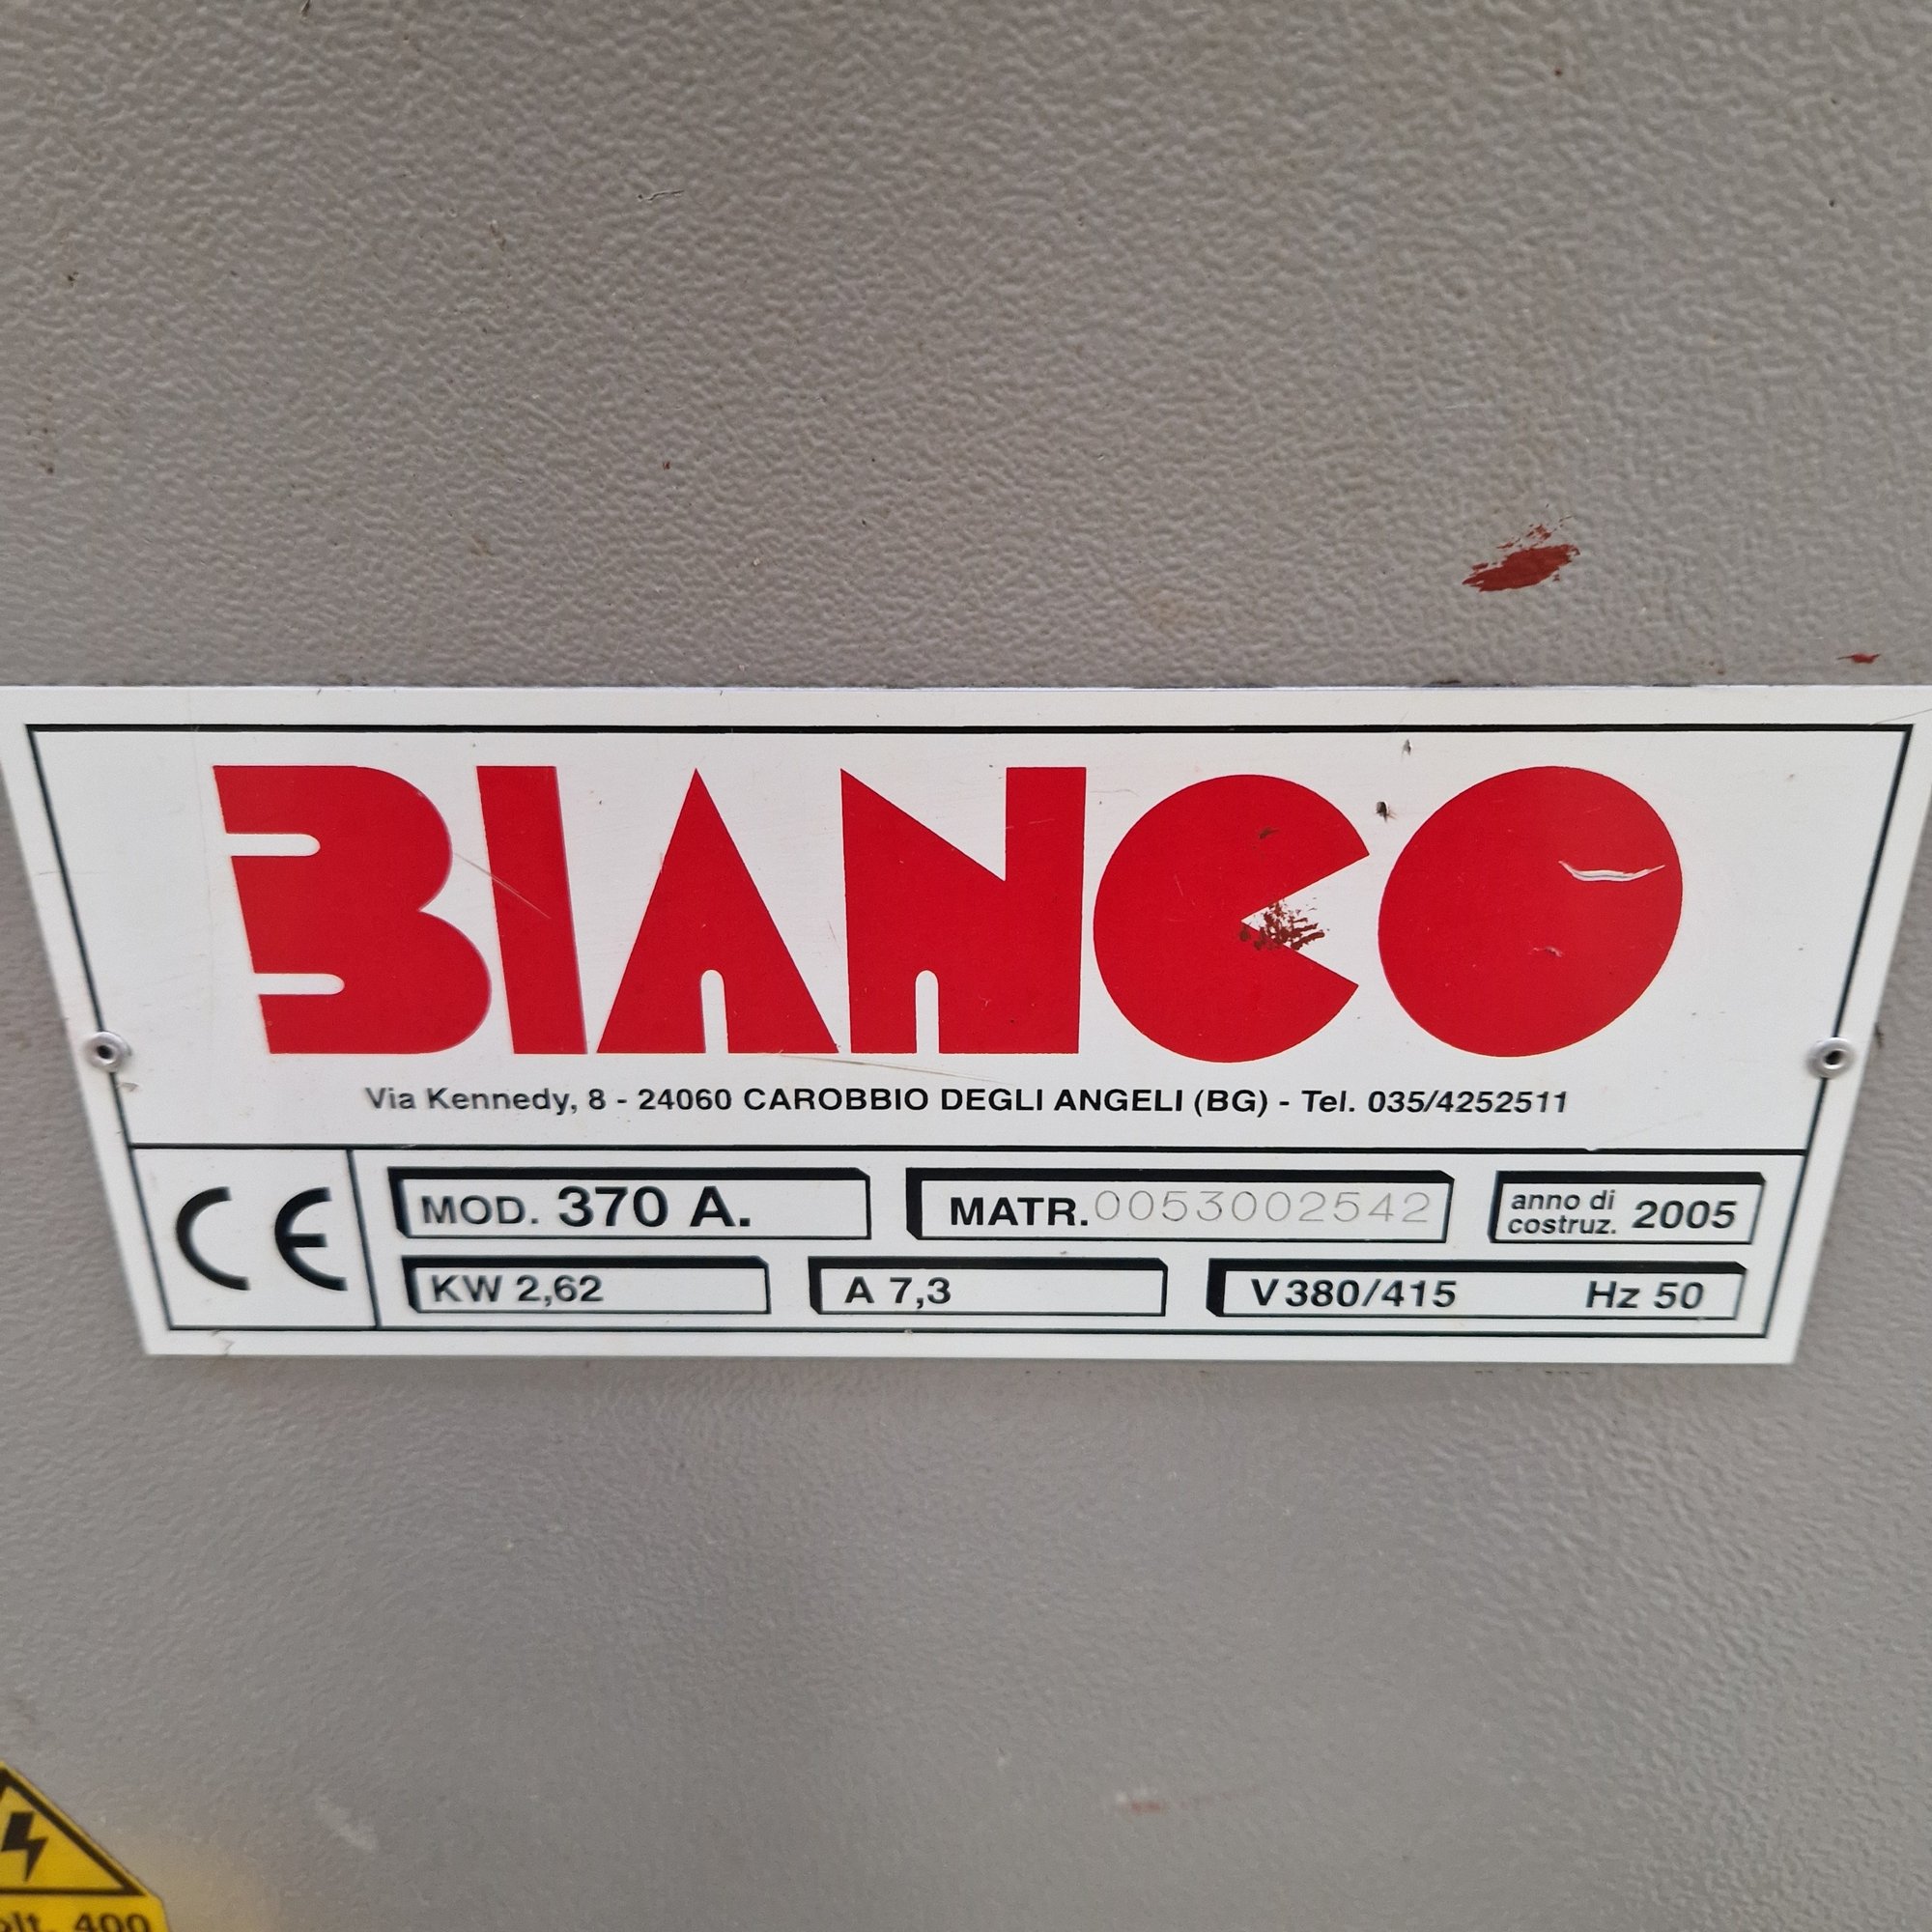 BIANCO
Via Kennedy, 8 - 24060 CAROBBIO DEGLI ANGELI (BG) - Tel. 035/4252511
CE
MOD. 370 A.
MATR. 0053002542
anno di
costruz. 2005
KW 2,62
A 7,3
V 380/415 Hz 50
400